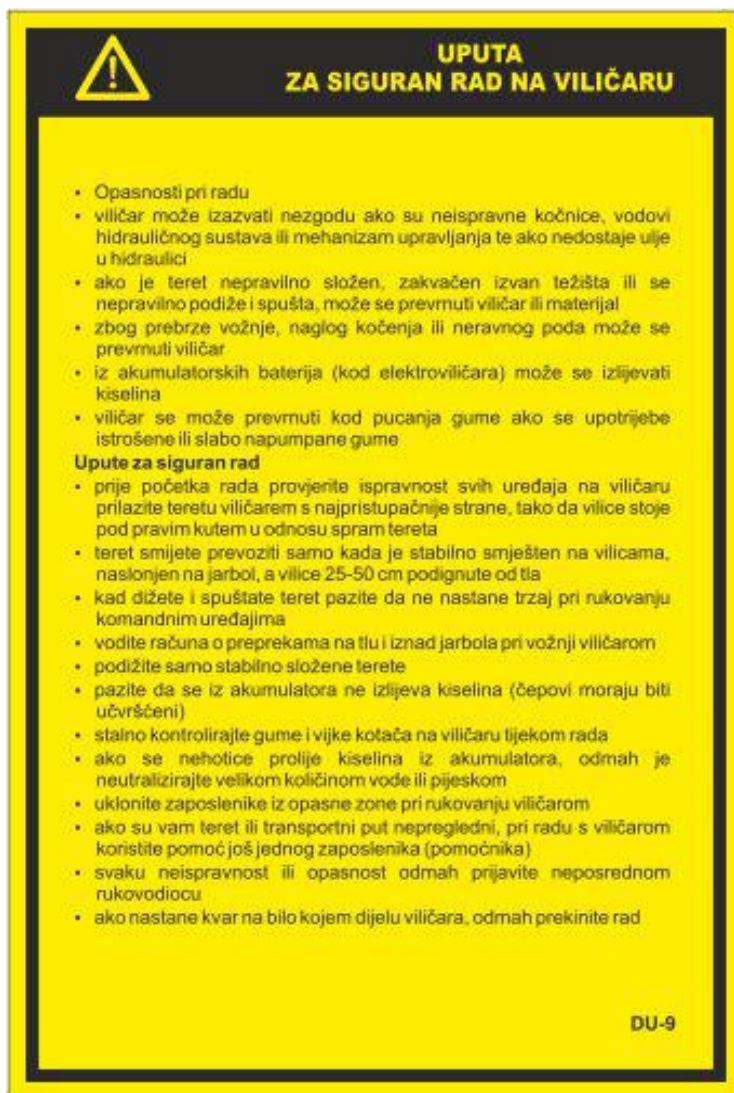 UPUTA
ZA SIGURAN RAD NA VILIČARU
• Opasnosti pri radu
• viličar može izazvati nezgodu ako su neispravne kočnice, vodovi
hidrauličnog sustava ili mehanizam upravljanja te ako nedostaje ulje
u hidraulici
• ako je teret nepravilno složen, zakvačen izvan težišta ili se
nepravilno podiže i spušta, može se prevrnuti viličar ili materijal
• zbog prebrze vožnje, naglog kočenja ili neravnog poda može se
prevrnuti viličar
• iz akumulatorskih baterija (kod elektroviličara) može se izlijevati
kiselina
• viličar se može prevrnuti kod pucanja gume ako se upotrijebe
istrošene ili slabo napumpane gume
Upute za siguran rad
• prije početka rada provjerite ispravnost svih uređaja na viličaru
prilazite teretu viličarem s najpristupačnije strane, tako da vilice stoje
pod pravim kutem u odnosu spram tereta
• teret smijete prevoziti samo kada je stabilno smješten na vilicama,
naslonjen na jarbol, a vilice 25-50 cm podignute od tla
• kad dižete i spuštate teret pazite da ne nastane trzaj pri rukovanju
komandnim uređajima
• vodite računa o preprekama na tlu i iznad jarbola pri vožnji viličarom
• podižite samo stabilno složene terete
• pazite da se iz akumulatora ne izlijeva kiselina (čepovi moraju biti
učvršćeni)
• stalno kontrolirajte gume i vijke kotača na viličaru tijekom rada
• ako se nehotice prolije kiselina iz akumulatora, odmah je
neutralizirajte velikom količinom vode ili pijeskom
• uklonite zaposlenike iz opasne zone pri rukovanju viličarom
• ako su vam teret ili transportni put nepregledni, pri radu s viličarom
koristite pomoć još jednog zaposlenika (pomoćnika)
• svaku neispravnost ili opasnost odmah prijavite neposrednom
rukovodiocu
• ako nastane kvar na bilo kojem dijelu viličara, odmah prekinite rad
DU-9